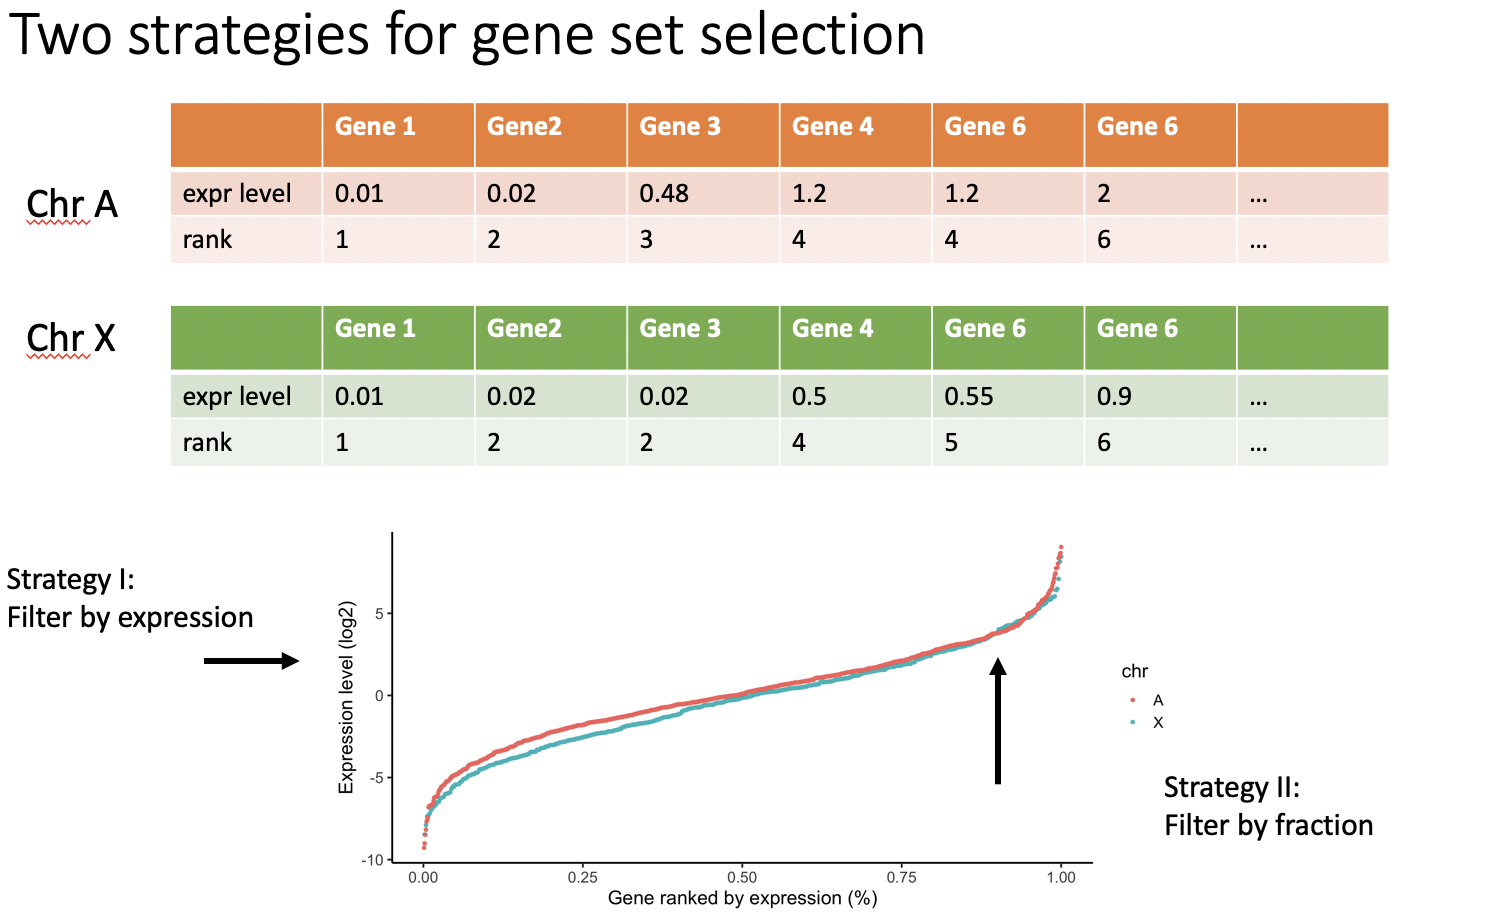 Two strategies for gene set selection
Chr A
Gene 1 Gene2 Gene 3 Gene 4 Gene 6 Gene 6
expr level 0.01 0.02 0.48 1.2 1.2 2 ...
rank 1 2 3 4 4 6 ...
Chr X
Gene 1 Gene2 Gene 3 Gene 4 Gene 6 Gene 6
expr level 0.01 0.02 0.02 0.5 0.55 0.9 ...
rank 1 2 2 4 5 6 ...
Strategy I:
Filter by expression
Expression level (log2)
5
0
-5
-10
0.00 0.25 0.50 0.75 1.00
Gene ranked by expression (%)
chr
A
X
Strategy II:
Filter by fraction